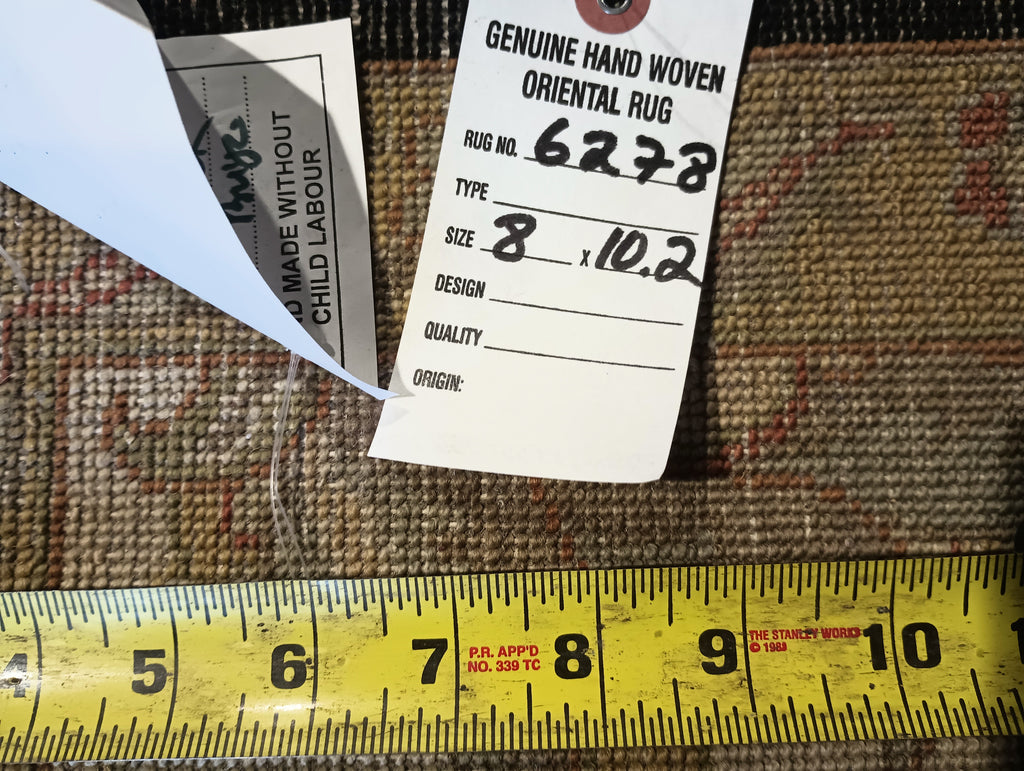 GENUINE HAND WOVEN
ORIENTAL RUG
RUG NO. 6278
TYPE
SIZE 8 x 10.2
DESIGN
QUALITY
ORIGIN:
MADE WITHOUT
CHILD LABOUR
4 5 6 7 8 9 10
P.R. APP'D
NO. 339 TC
THE STANLEY WORKS